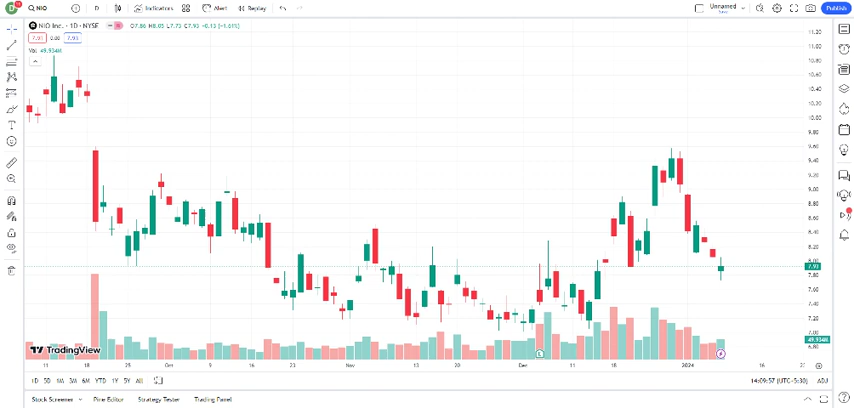 11 NIO D Indicators Alert Replay Unnamed Save Publish
NIO Inc. · 1D · NYSE O7.86 H8.05 L7.73 C7.93 -0.13 (-1.61%)
7.93 0.00 7.93
Vol 49.934M
11.20
11.00
10.80
10.60
10.40
10.20
10.00
9.80
9.60
9.40
9.20
9.00
8.80
8.60
8.40
8.20
8.00
7.93
7.80
7.60
7.40
7.20
7.00
49.934M
6.80
TradingView
11 18 25 Oct 9 16 23 Nov 6 13 20 Dec 11 18 2024 16
1D 5D 1M 3M 6M YTD 1Y 5Y All 14:09:57 (UTC-5:30) ADJ
Stock Screener Pine Editor Strategy Tester Trading Panel